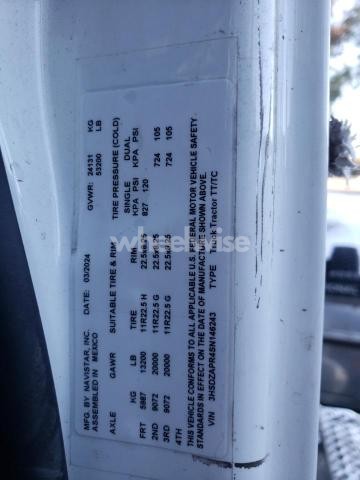 MFG. BY NAVISTAR, INC. DATE: 03/2024 GVWR: 24131 KG
ASSEMBLED IN MEXICO 53200 LB
GAWR SUITABLE TIRE & RIM TIRE PRESSURE (COLD)
SINGLE DUAL
AXLE KG LB TIRE RIM KPA PSI KPA PSI
FRT 5987 13200 11R22.5 H 22.5x8.25 827 120
2ND 9072 20000 11R22.5 G 22.5x8.25 724 105
3RD 9072 20000 11R22.5 G 22.5x8.25 724 105
4TH
THIS VEHICLE CONFORMS TO ALL APPLICABLE U.S. FEDERAL MOTOR VEHICLE SAFETY
STANDARDS IN EFFECT ON THE DATE OF MANUFACTURE SHOWN ABOVE.
VIN 3HSDZAPR4SN146243 TYPE Truck Tractor TT/TC